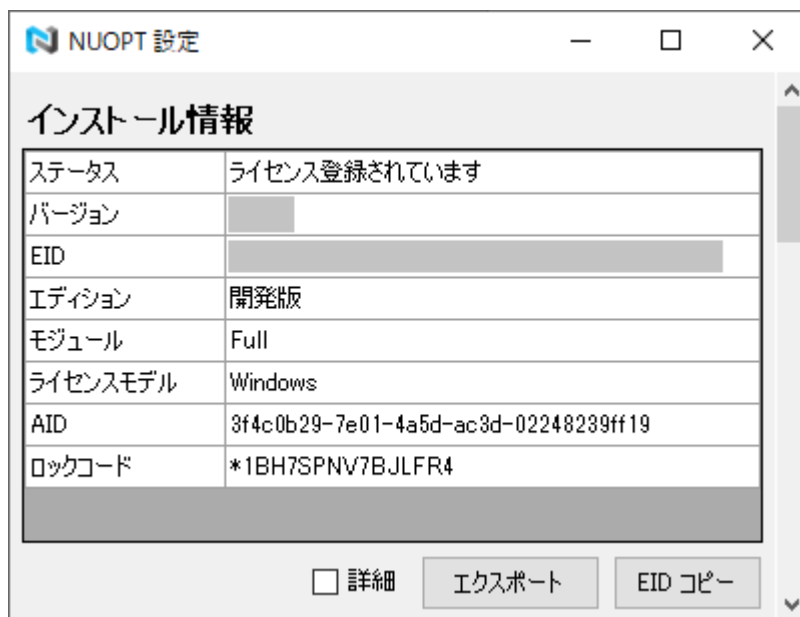 NUOPT 設定
インストール情報
ステータス ライセンス登録されています
バージョン
EID
エディション 開発版
モジュール Full
ライセンスモデル Windows
AID 3f4c0b29-7e01-4a5d-ac3d-02248239ff19
ロックコード *1BH7SPNV7BJLFR4
詳細 エクスポート EID コピー